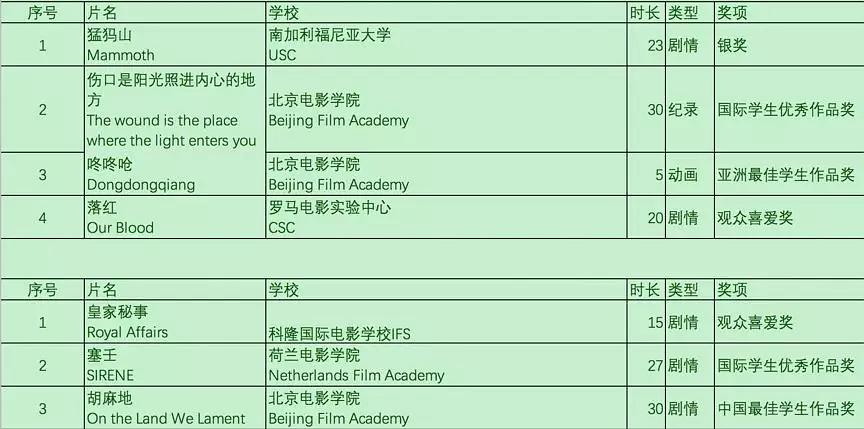 序号 片名 学校 时长 类型 奖项
1 猛犸山 南加利福尼亚大学 23 剧情 银奖
Mammoth USC
伤口是阳光照进内心的地
方 北京电影学院
2 The wound is the place Beijing Film Academy 30 纪录 国际学生优秀作品奖
where the light enters you
3 咚咚呛 北京电影学院 5 动画 亚洲最佳学生作品奖
Dongdongqiang Beijing Film Academy
4 落红 罗马电影实验中心 20 剧情 观众喜爱奖
Our Blood CSC
序号 片名 学校 时长 类型 奖项
1 皇家秘事 15 剧情 观众喜爱奖
Royal Affairs 科隆国际电影学校IFS
2 塞壬 荷兰电影学院 27 剧情 国际学生优秀作品奖
SIRENE Netherlands Film Academy
3 胡麻地 北京电影学院 30 剧情 中国最佳学生作品奖
On the Land We Lament Beijing Film Academy